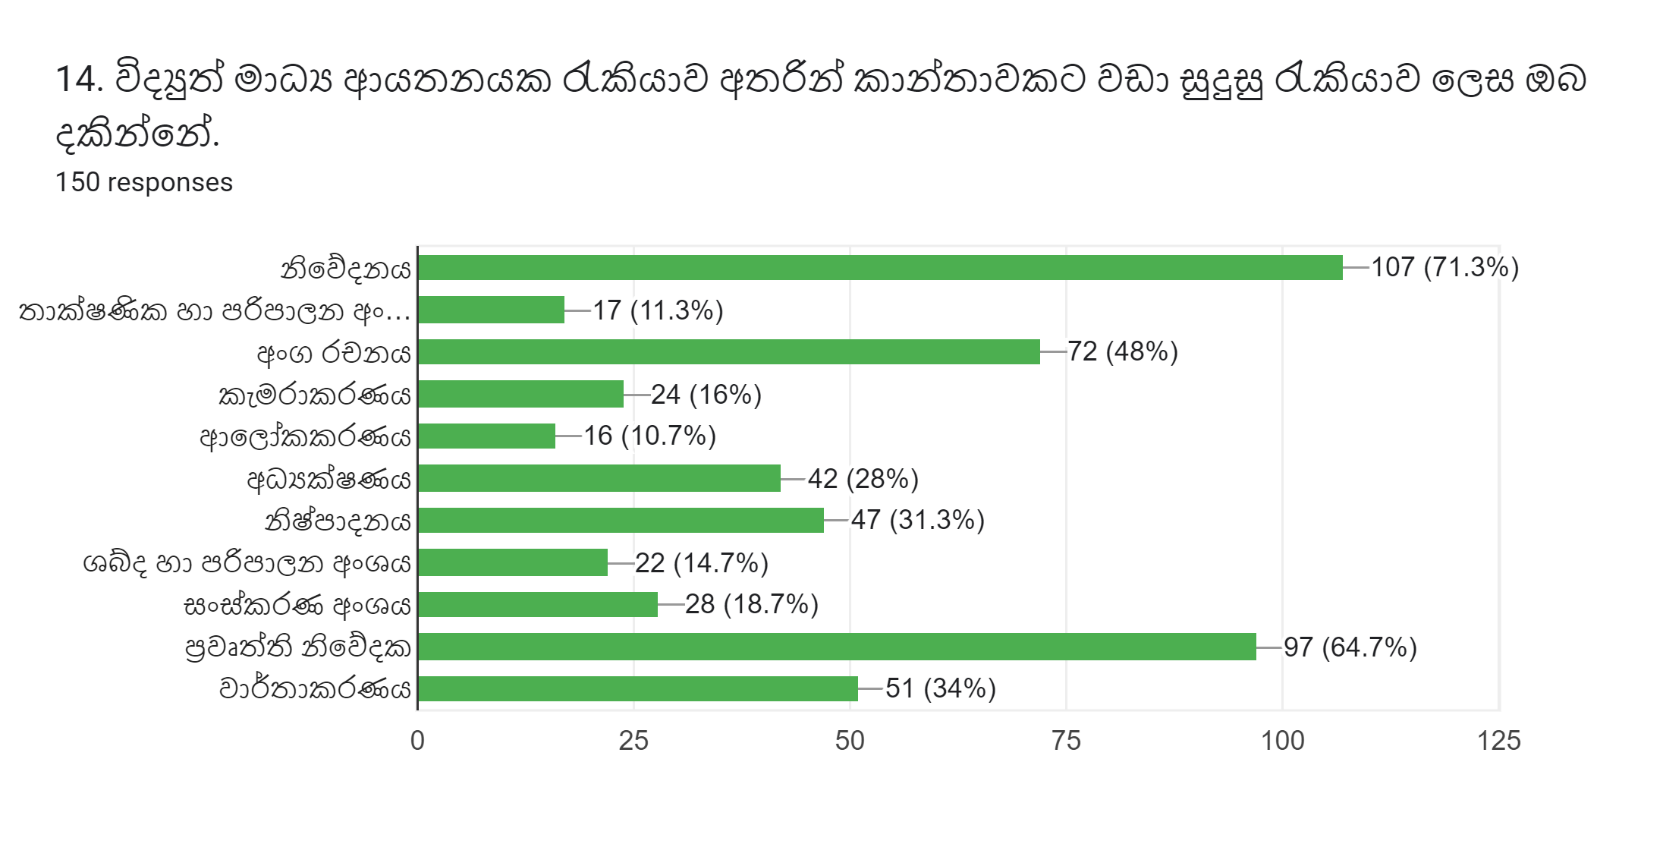 14. විද්‍යුත් මාධ්‍ය ආයතනයක රැකියාව අතරින් කාන්තාවකට වඩා සුදුසු රැකියාව ලෙස ඔබ
දකින්නේ.
150 responses
නිවේදනය 107 (71.3%)
තාක්ෂණික හා පරිපාලන අං... 17 (11.3%)
අංග රචනය 72 (48%)
කැමරාකරණය 24 (16%)
ආලෝකකරණය 16 (10.7%)
අධ්‍යක්ෂණය 42 (28%)
නිෂ්පාදනය 47 (31.3%)
ශබ්ද හා පරිපාලන අංශය 22 (14.7%)
සංස්කරණ අංශය 28 (18.7%)
ප්‍රවෘත්ති නිවේදක 97 (64.7%)
වාර්තාකරණය 51 (34%)
0 25 50 75 100 125